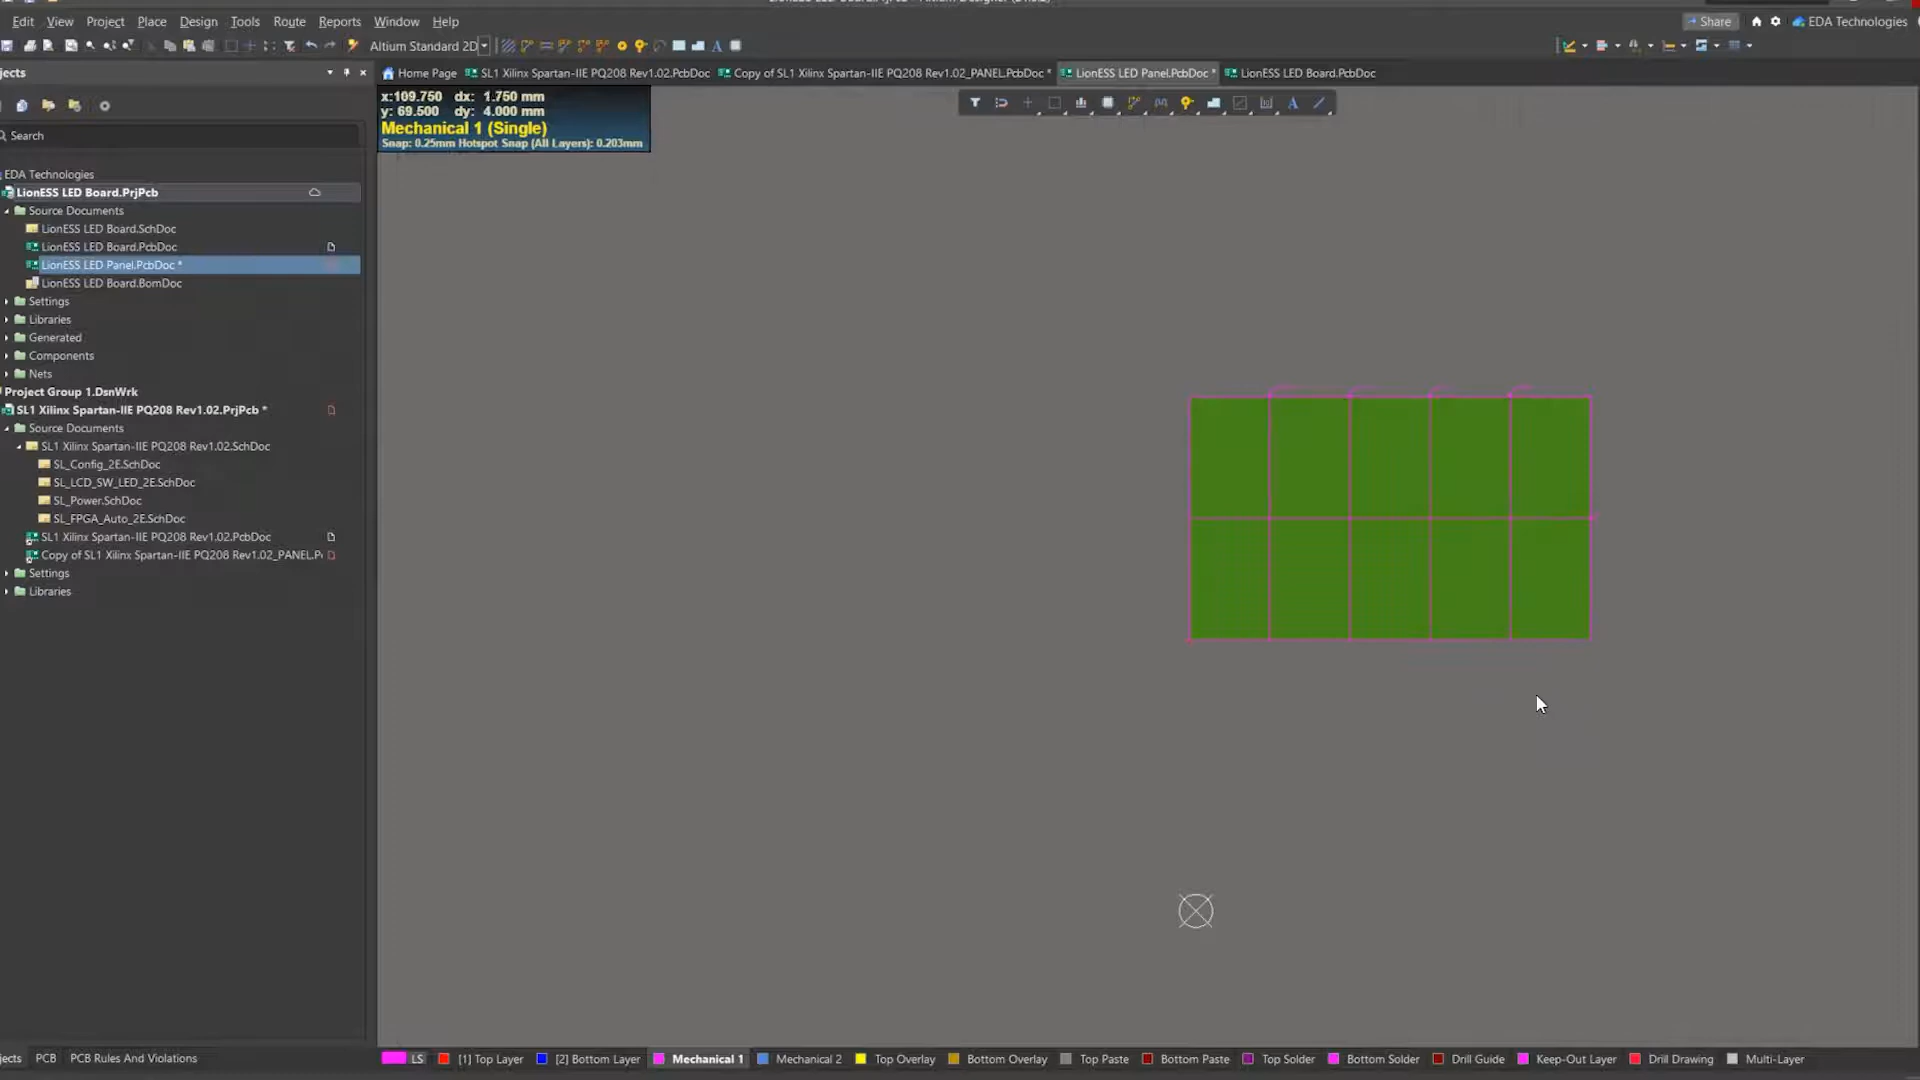 Edit View Project Place Design Tools Route Reports Window Help
Share
EDA Technologies
Altium Standard 2D
jects
Home Page
SL1 Xilinx Spartan-IIE PQ208 Rev1.02.PcbDoc
Copy of SL1 Xilinx Spartan-IIE PQ208 Rev1.02_PANEL.PcbDoc *
LionESS LED Panel.PcbDoc *
LionESS LED Board.PcbDoc
x:109.750 dx: 1.750 mm
y: 69.500 dy: 4.000 mm
Mechanical 1 (Single)
Snap: 0.25mm Hotspot Snap (All Layers): 0.203mm
Search
EDA Technologies
LionESS LED Board.PrjPcb
Source Documents
LionESS LED Board.SchDoc
LionESS LED Board.PcbDoc
LionESS LED Panel.PcbDoc *
LionESS LED Board.BomDoc
Settings
Libraries
Generated
Components
Nets
Project Group 1.DsnWrk
SL1 Xilinx Spartan-IIE PQ208 Rev1.02.PrjPcb *
Source Documents
SL1 Xilinx Spartan-IIE PQ208 Rev1.02.SchDoc
SL_Config_2E.SchDoc
SL_LCD_SW_LED_2E.SchDoc
SL_Power.SchDoc
SL_FPGA_Auto_2E.SchDoc
SL1 Xilinx Spartan-IIE PQ208 Rev1.02.PcbDoc
Copy of SL1 Xilinx Spartan-IIE PQ208 Rev1.02_PANEL.P
Settings
Libraries
jects PCB PCB Rules And Violations
LS [1] Top Layer [2] Bottom Layer Mechanical 1 Mechanical 2 Top Overlay Bottom Overlay Top Paste Bottom Paste Top Solder Bottom Solder Drill Guide Keep-Out Layer Drill Drawing Multi-Layer